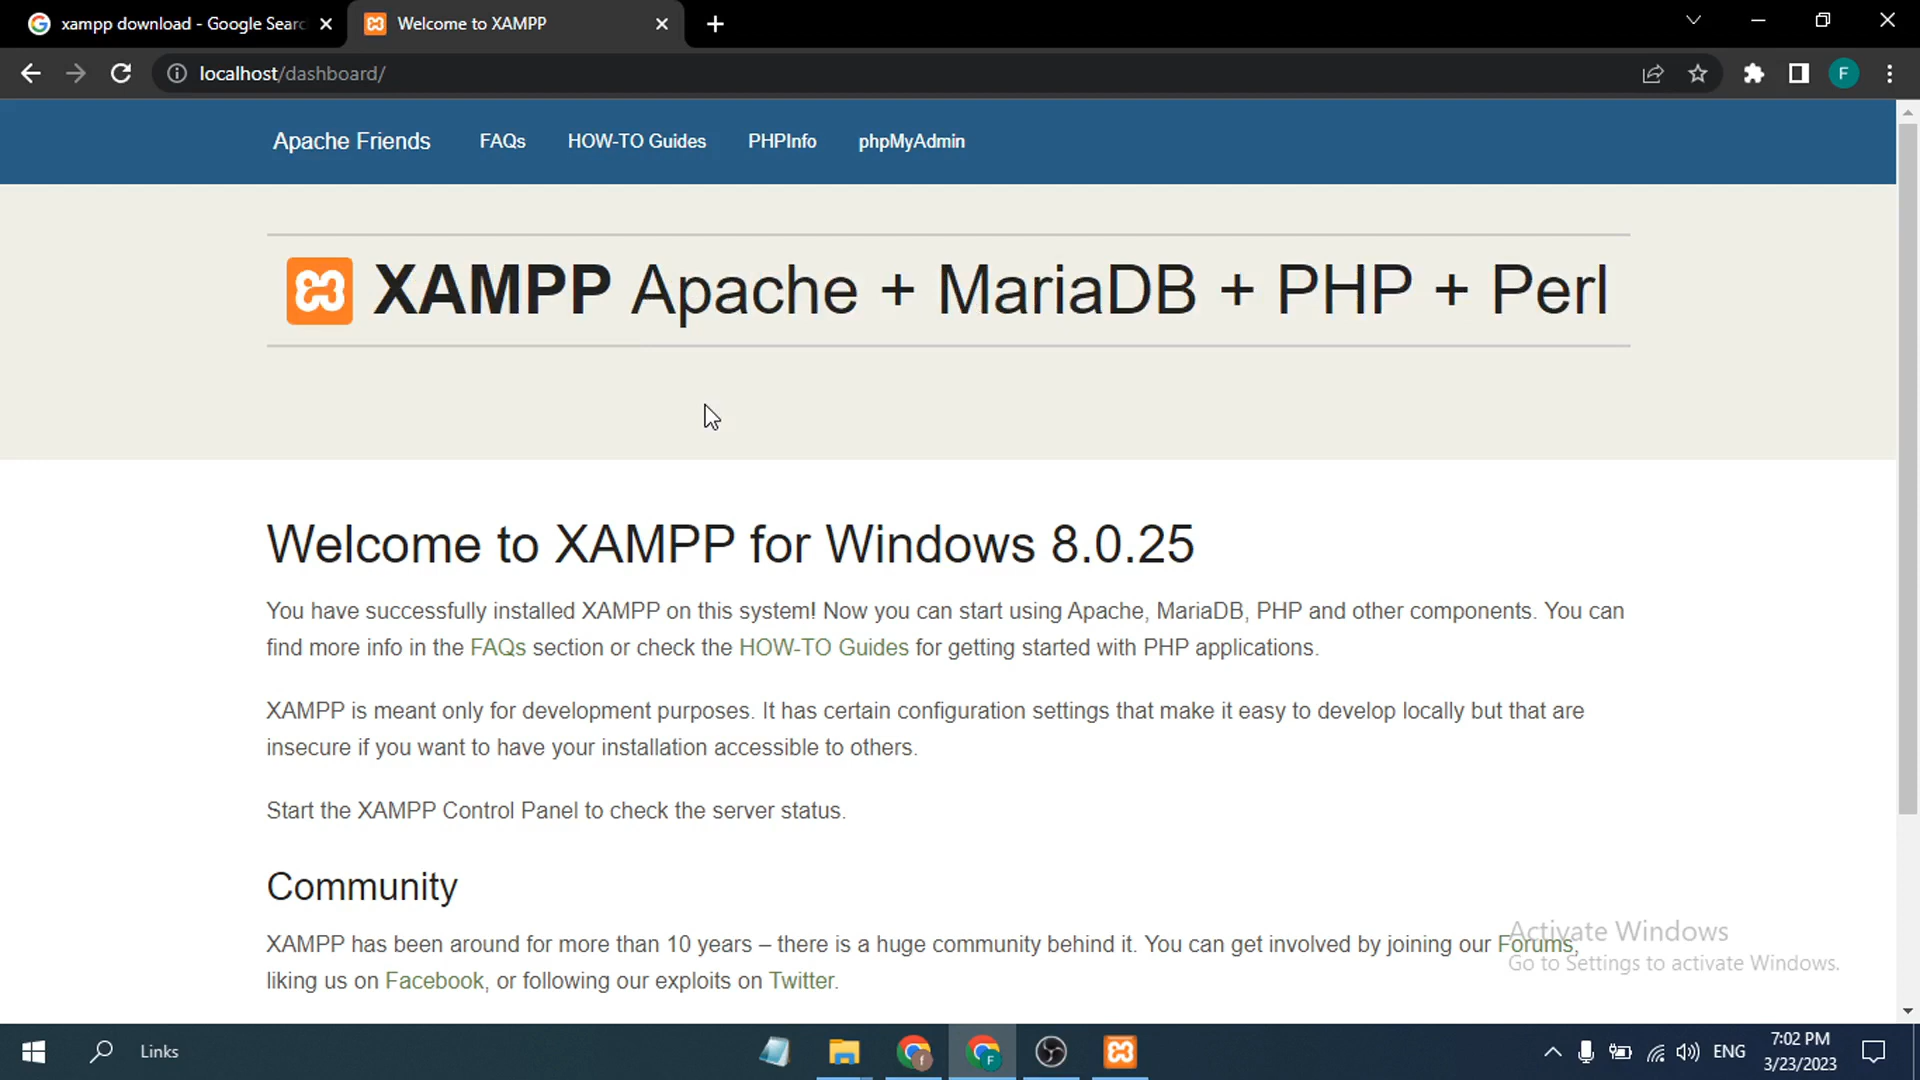 xampp download - Google Searc
Welcome to XAMPP
localhost/dashboard/
F
Apache Friends
FAQs
HOW-TO Guides
PHPInfo
phpMyAdmin
XAMPP Apache + MariaDB + PHP + Perl
Welcome to XAMPP for Windows 8.0.25
You have successfully installed XAMPP on this system! Now you can start using Apache, MariaDB, PHP and other components. You can
find more info in the FAQs section or check the HOW-TO Guides for getting started with PHP applications.
XAMPP is meant only for development purposes. It has certain configuration settings that make it easy to develop locally but that are
insecure if you want to have your installation accessible to others.
Start the XAMPP Control Panel to check the server status.
Community
XAMPP has been around for more than 10 years – there is a huge community behind it. You can get involved by joining our Forums,
liking us on Facebook, or following our exploits on Twitter.
Activate Windows
Go to Settings to activate Windows.
Links
f
F
ENG
7:02 PM
3/23/2023